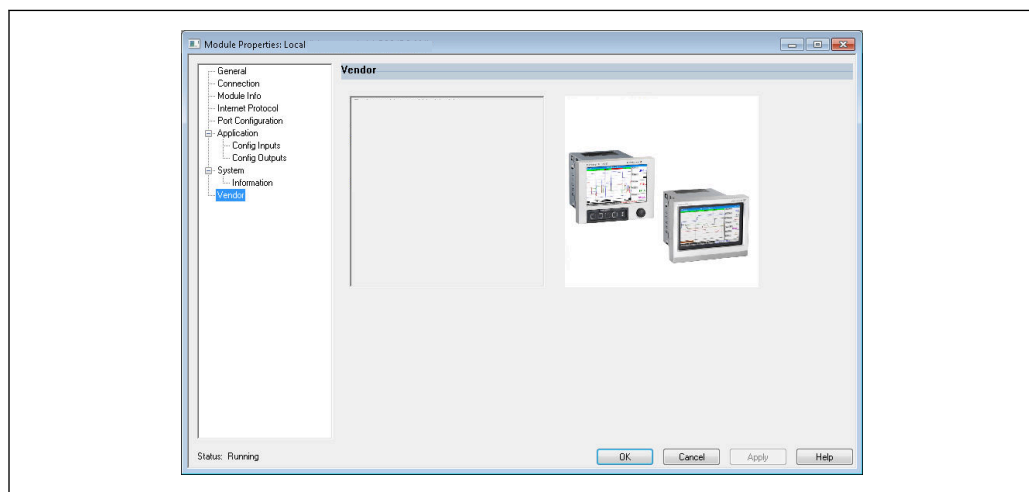 Module Properties: Local
General
Connection
Module Info
Internet Protocol
Port Configuration
Application
Config Inputs
Config Outputs
System
Information
Vendor
Vendor
Status: Running
OK
Cancel
Apply
Help